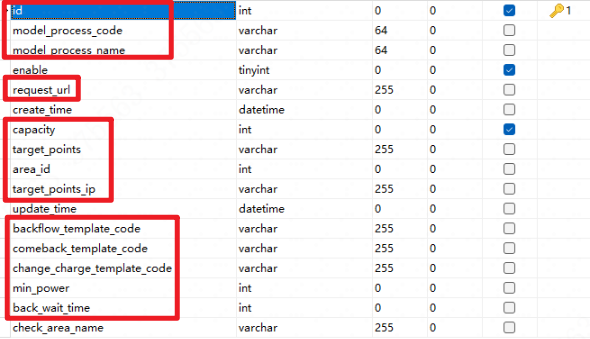 id int 0 0 1
model_process_code varchar 64 0
model_process_name varchar 64 0
enable tinyint 0 0
request_url varchar 255 0
create_time datetime 0 0
capacity int 0 0
target_points varchar 255 0
area_id int 0 0
target_points_ip varchar 255 0
update_time datetime 0 0
backflow_template_code varchar 255 0
comeback_template_code varchar 255 0
change_charge_template_code varchar 255 0
min_power int 0 0
back_wait_time int 0 0
check_area_name varchar 255 0